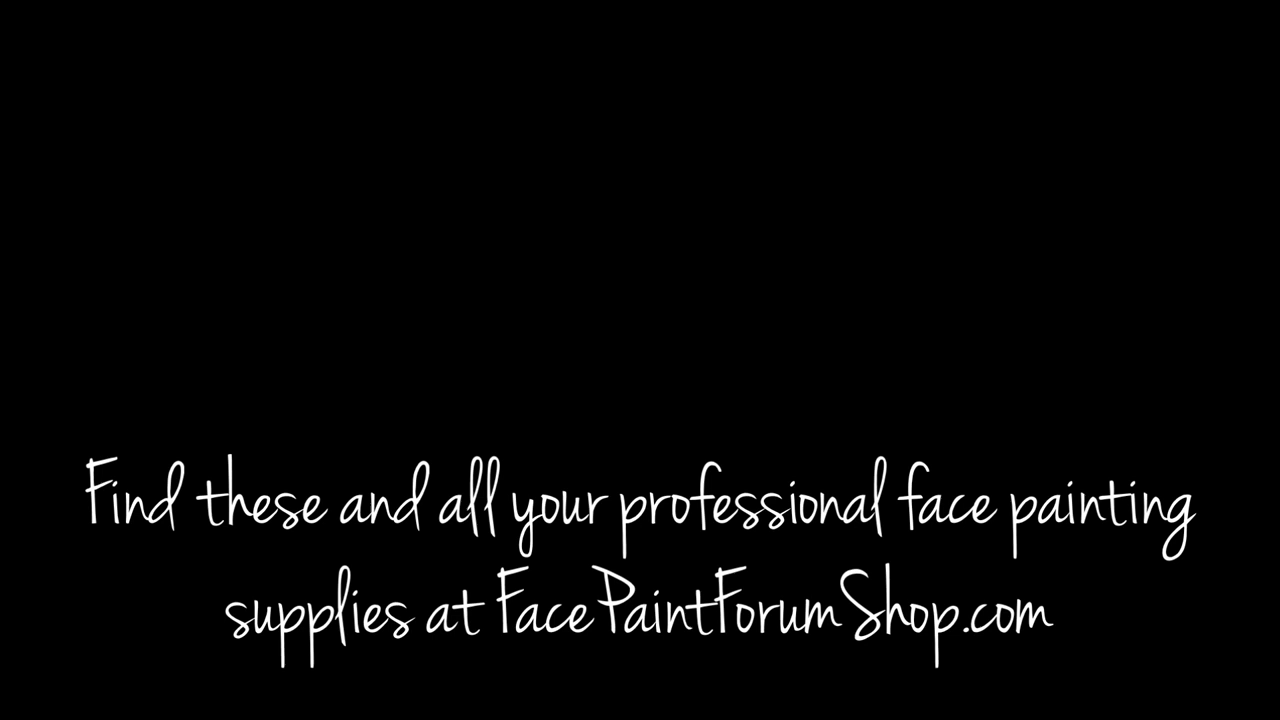 Find these and all your professional face painting
supplies at FacePaintForumShop.com